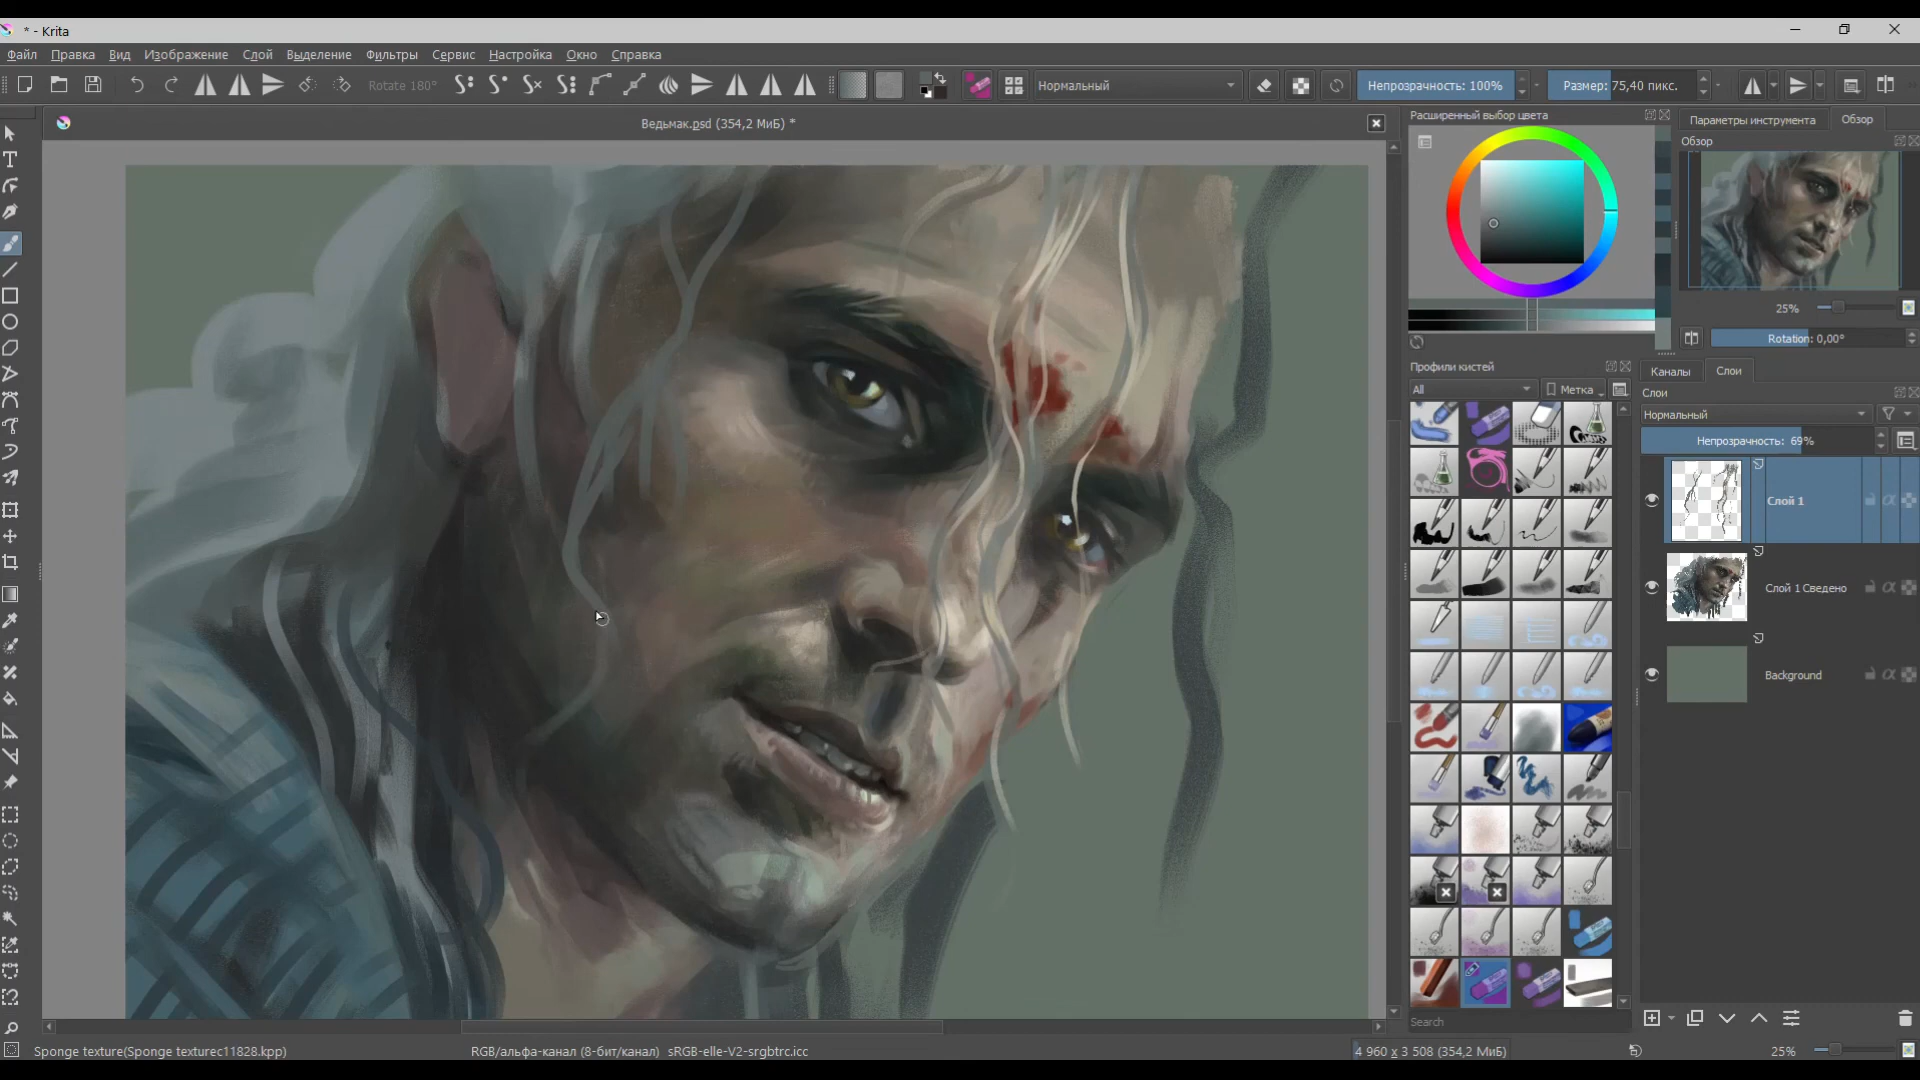 * - Krita
Файл Правка Вид Изображение Слой Выделение Фильтры Сервис Настройка Окно Справка
Rotate 180° Нормальный Непрозрачность: 100% Размер: 75,40 пикс.
Ведьмак.psd (354,2 МиБ) *
Расширенный выбор цвета
Параметры инструмента Обзор
Обзор
25%
Rotation: 0,00°
Профили кистей
All Метка
Каналы Слои
Слои
Нормальный
Непрозрачность: 69%
Слой 1
Слой 1 Сведено
Background
Search
Sponge texture(Sponge texturec11828.kpp) RGB/альфа-канал (8-бит/канал) sRGB-elle-V2-srgbtrc.icc 4 960 x 3 508 (354,2 МиБ) 25%